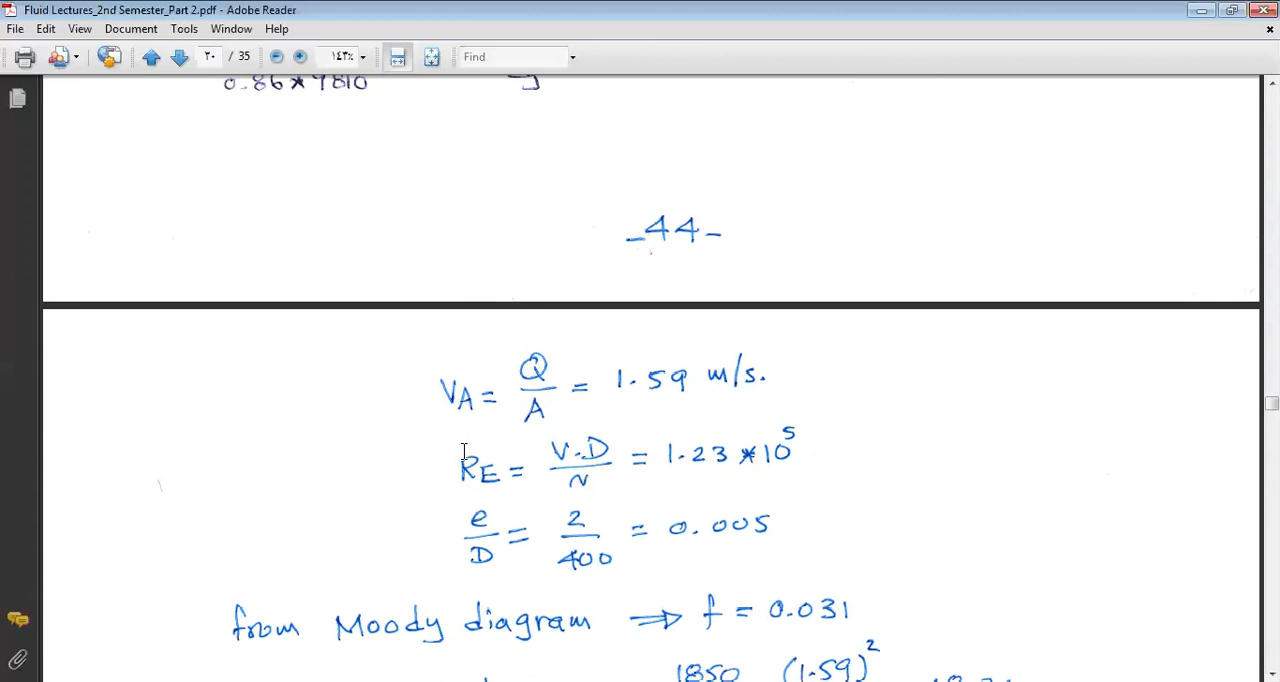 Fluid Lectures_2nd Semester_Part 2.pdf - Adobe Reader
File Edit View Document Tools Window Help
٢٠ / 35 ١٤٣% Find
0.86*9810
-44-
VA = Q/A = 1.59 m/s.
RE = V.D/ν = 1.23 *10^5
e/D = 2/400 = 0.005
from Moody diagram ⟹ f = 0.031
1850 (1.59)^2